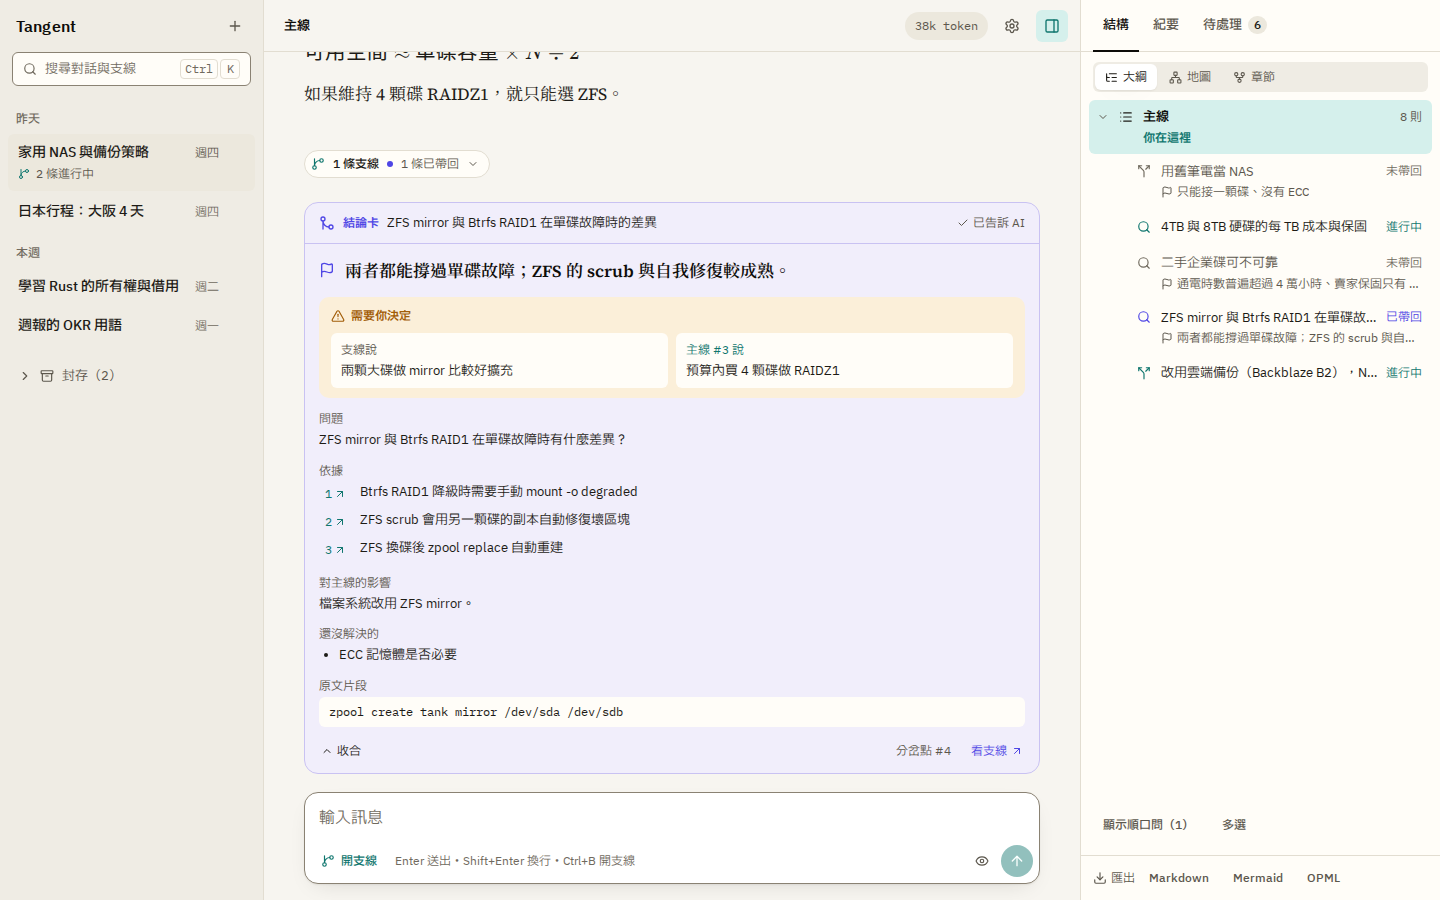 Tangent
搜尋對話與支線 Ctrl K
昨天
家用 NAS 與備份策略 週四
2 條進行中
日本行程：大阪 4 天 週四
本週
學習 Rust 的所有權與借用 週二
週報的 OKR 用語 週一
封存（2）
主線 38k token
可用空間 ≈ 單碟容量 × N ÷ 2
如果維持 4 顆碟 RAIDZ1，就只能選 ZFS。
1 條支線 1 條已帶回
結論卡 ZFS mirror 與 Btrfs RAID1 在單碟故障時的差異 已告訴 AI
兩者都能撐過單碟故障；ZFS 的 scrub 與自我修復較成熟。
需要你決定
支線說
兩顆大碟做 mirror 比較好擴充
主線 #3 說
預算內買 4 顆碟做 RAIDZ1
問題
ZFS mirror 與 Btrfs RAID1 在單碟故障時有什麼差異？
依據
1 Btrfs RAID1 降級時需要手動 mount -o degraded
2 ZFS scrub 會用另一顆碟的副本自動修復壞區塊
3 ZFS 換碟後 zpool replace 自動重建
對主線的影響
檔案系統改用 ZFS mirror。
還沒解決的
• ECC 記憶體是否必要
原文片段
zpool create tank mirror /dev/sda /dev/sdb
收合 分岔點 #4 看支線
輸入訊息
開支線 Enter 送出・Shift+Enter 換行・Ctrl+B 開支線
結構 紀要 待處理 6
大綱 地圖 章節
主線 8 則
你在這裡
用舊筆電當 NAS 未帶回
只能接一顆碟、沒有 ECC
4TB 與 8TB 硬碟的每 TB 成本與保固 進行中
二手企業碟可不可靠 未帶回
通電時數普遍超過 4 萬小時、賣家保固只有 ...
ZFS mirror 與 Btrfs RAID1 在單碟故... 已帶回
兩者都能撐過單碟故障；ZFS 的 scrub 與自...
改用雲端備份（Backblaze B2），N... 進行中
顯示順口問（1） 多選
匯出 Markdown Mermaid OPML